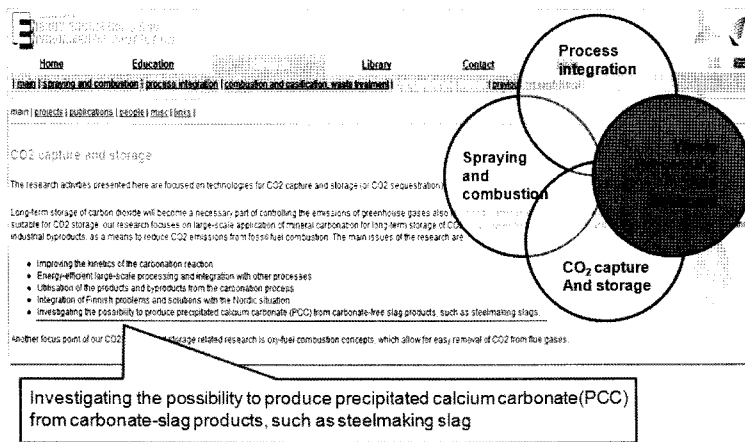 Home Education Library Contact
| main | spraying and combustion | process integration | combustion and gasification, waste treatment |
main | projects | publications | people | misc | links |
CO2 capture and storage
The research activities presented here are focused on technologies for CO2 capture and storage (or CO2 sequestration)
Long-term storage of carbon dioxide will become a necessary part of controlling the emissions of greenhouse gases also
suitable for CO2 storage, our research focuses on large-scale application of mineral carbonation for long-term storage of CO2
industrial byproducts, as a means to reduce CO2 emissions from fossil fuel combustion. The main issues of the research are
• Improving the kinetics of the carbonation reaction
• Energy-efficient large-scale processing and integration with other processes
• Utilisation of the products and byproducts from the carbonation process
• Integration of Finnish problems and solutions with the Nordic situation
• Investigating the possibility to produce precipitated calcium carbonate (PCC) from carbonate-free slag products, such as steelmaking slags.
Another focus point of our CO2 storage related research is oxy-fuel combustion concepts, which allow for easy removal of CO2 from flue gases.
Process
integration
Spraying
and
combustion
CO₂ capture
And storage
Investigating the possibility to produce precipitated calcium carbonate(PCC)
from carbonate-slag products, such as steelmaking slag